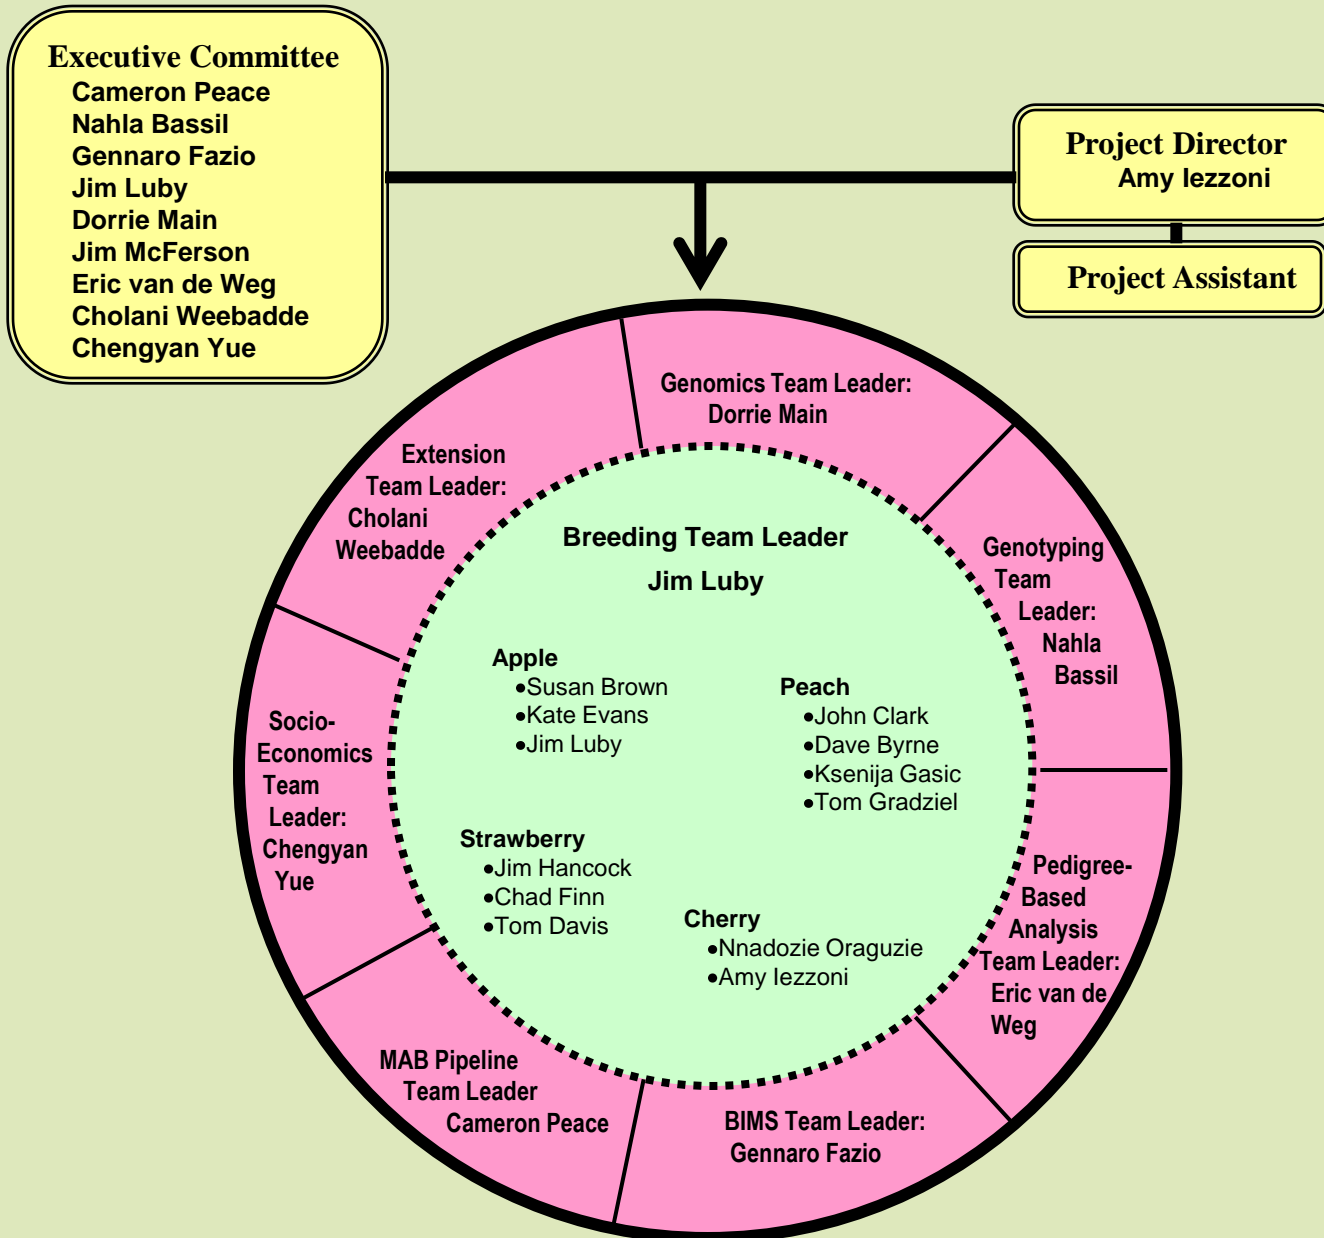 Executive Committee
Cameron Peace
Nahla Bassil
Gennaro Fazio
Jim Luby
Dorrie Main
Jim McFerson
Eric van de Weg
Cholani Weebadde
Chengyan Yue
Project Director
Amy Iezzoni
Project Assistant
Genomics Team Leader:
Dorrie Main
Extension
Team Leader:
Cholani
Weebadde
Genotyping
Team
Leader:
Nahla
Bassil
Breeding Team Leader
Jim Luby
Apple
•Susan Brown
•Kate Evans
•Jim Luby
Peach
•John Clark
•Dave Byrne
•Ksenija Gasic
•Tom Gradziel
Socio-
Economics
Team
Leader:
Chengyan
Yue
Strawberry
•Jim Hancock
•Chad Finn
•Tom Davis
Cherry
•Nnadozie Oraguzie
•Amy Iezzoni
Pedigree-
Based
Analysis
Team Leader:
Eric van de
Weg
MAB Pipeline
Team Leader
Cameron Peace
BIMS Team Leader:
Gennaro Fazio